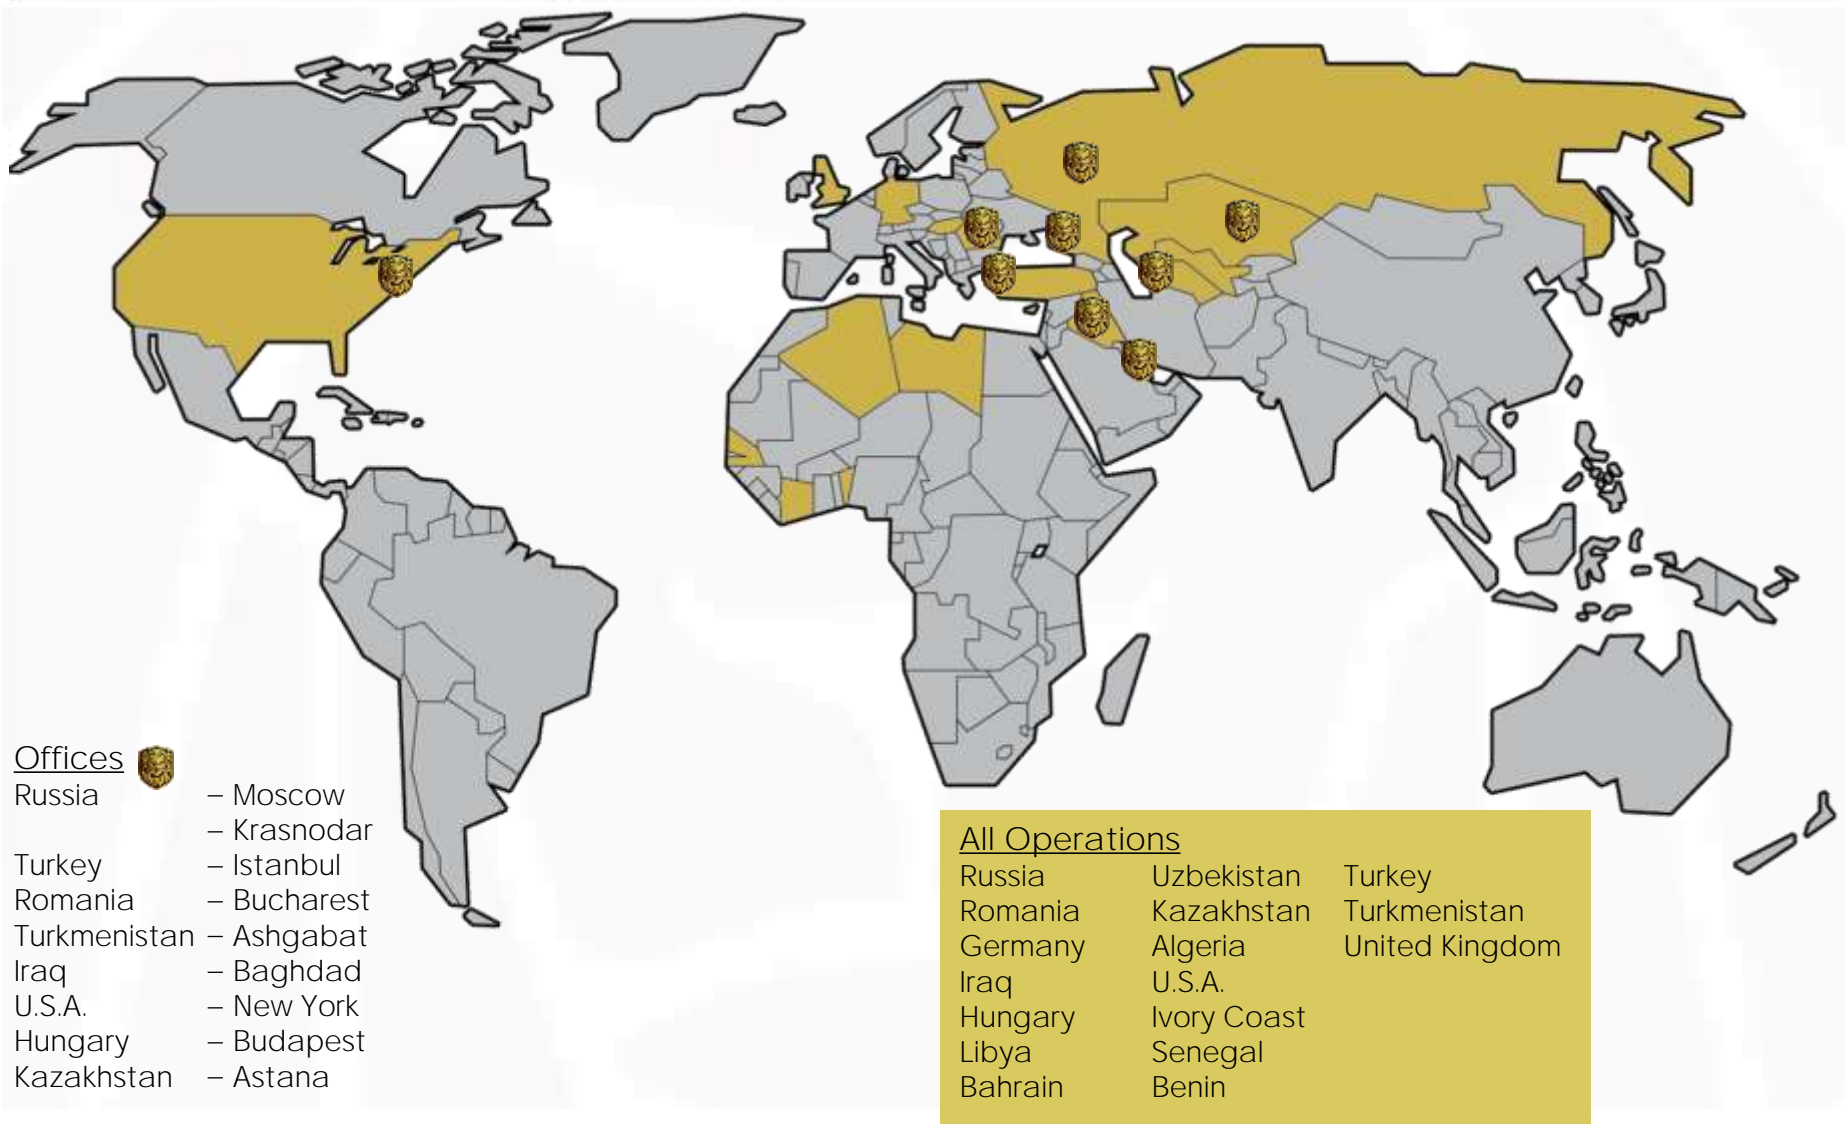 Offices
Russia – Moscow
– Krasnodar
Turkey – Istanbul
Romania – Bucharest
Turkmenistan – Ashgabat
Iraq – Baghdad
U.S.A. – New York
Hungary – Budapest
Kazakhstan – Astana
All Operations
Russia Uzbekistan Turkey
Romania Kazakhstan Turkmenistan
Germany Algeria United Kingdom
Iraq U.S.A.
Hungary Ivory Coast
Libya Senegal
Bahrain Benin